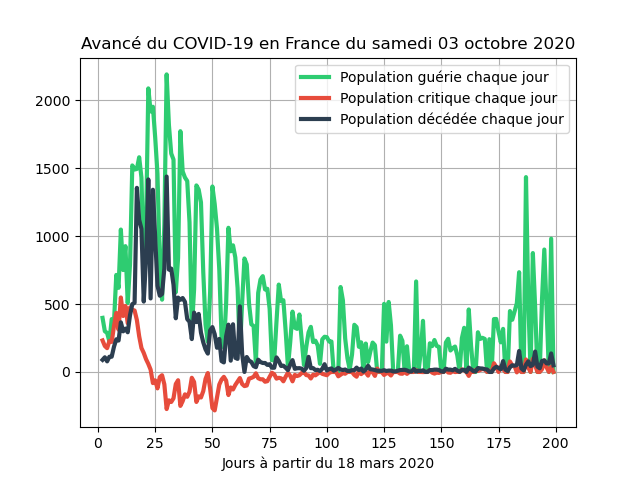 Avancé du COVID-19 en France du samedi 03 octobre 2020
Population guérie chaque jour
Population critique chaque jour
Population décédée chaque jour
2000
1500
1000
500
0
0 25 50 75 100 125 150 175 200
Jours à partir du 18 mars 2020